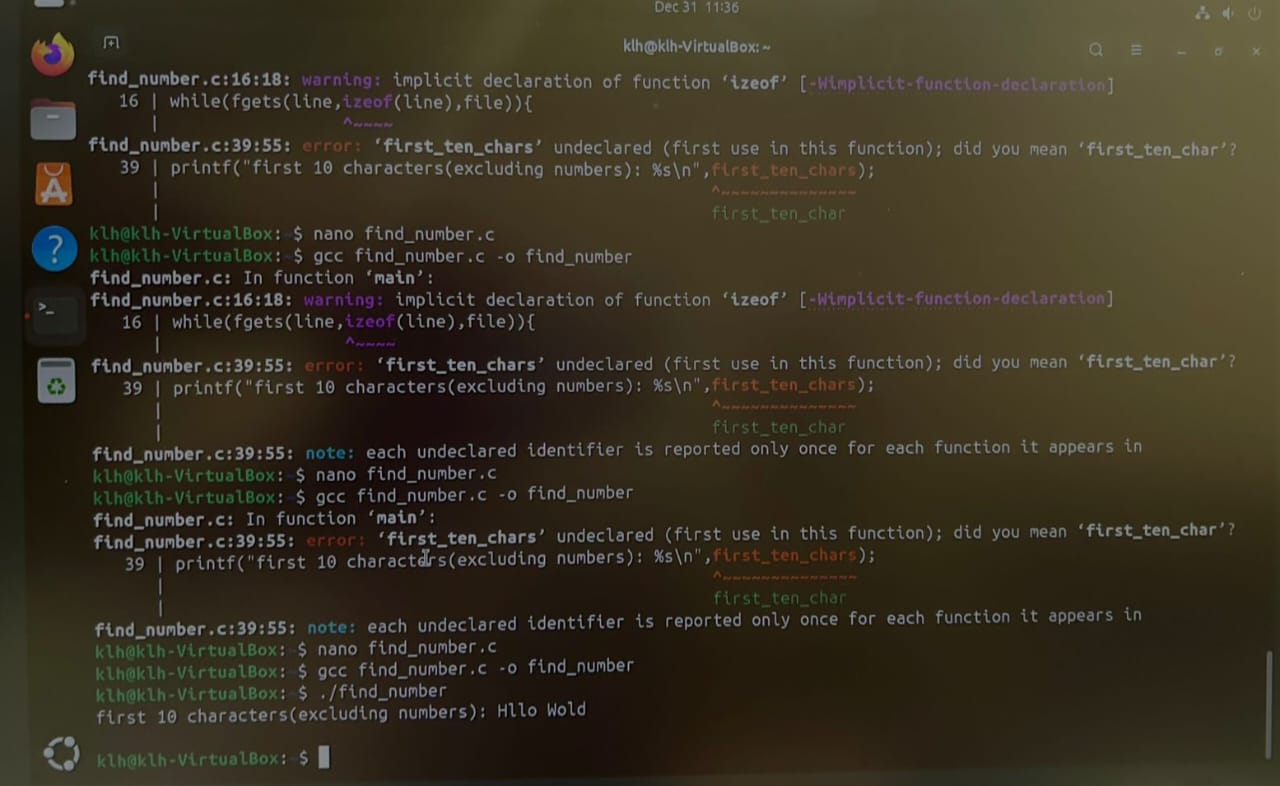 Dec 31 11:36
klh@klh-VirtualBox: ~
find_number.c:16:18: warning: implicit declaration of function ‘izeof’ [-Wimplicit-function-declaration]
16 | while(fgets(line,izeof(line),file)){
| ^~~~~
find_number.c:39:55: error: ‘first_ten_chars’ undeclared (first use in this function); did you mean ‘first_ten_char’?
39 | printf("first 10 characters(excluding numbers): %s\n",first_ten_chars);
| ^~~~~~~~~~~~~~~
| first_ten_char
klh@klh-VirtualBox:~$ nano find_number.c
klh@klh-VirtualBox:~$ gcc find_number.c -o find_number
find_number.c: In function ‘main’:
find_number.c:16:18: warning: implicit declaration of function ‘izeof’ [-Wimplicit-function-declaration]
16 | while(fgets(line,izeof(line),file)){
| ^~~~~
find_number.c:39:55: error: ‘first_ten_chars’ undeclared (first use in this function); did you mean ‘first_ten_char’?
39 | printf("first 10 characters(excluding numbers): %s\n",first_ten_chars);
| ^~~~~~~~~~~~~~~
| first_ten_char
find_number.c:39:55: note: each undeclared identifier is reported only once for each function it appears in
klh@klh-VirtualBox:~$ nano find_number.c
klh@klh-VirtualBox:~$ gcc find_number.c -o find_number
find_number.c: In function ‘main’:
find_number.c:39:55: error: ‘first_ten_chars’ undeclared (first use in this function); did you mean ‘first_ten_char’?
39 | printf("first 10 characters(excluding numbers): %s\n",first_ten_chars);
| ^~~~~~~~~~~~~~~
| first_ten_char
find_number.c:39:55: note: each undeclared identifier is reported only once for each function it appears in
klh@klh-VirtualBox:~$ nano find_number.c
klh@klh-VirtualBox:~$ gcc find_number.c -o find_number
klh@klh-VirtualBox:~$ ./find_number
first 10 characters(excluding numbers): Hllo Wold
klh@klh-VirtualBox:~$